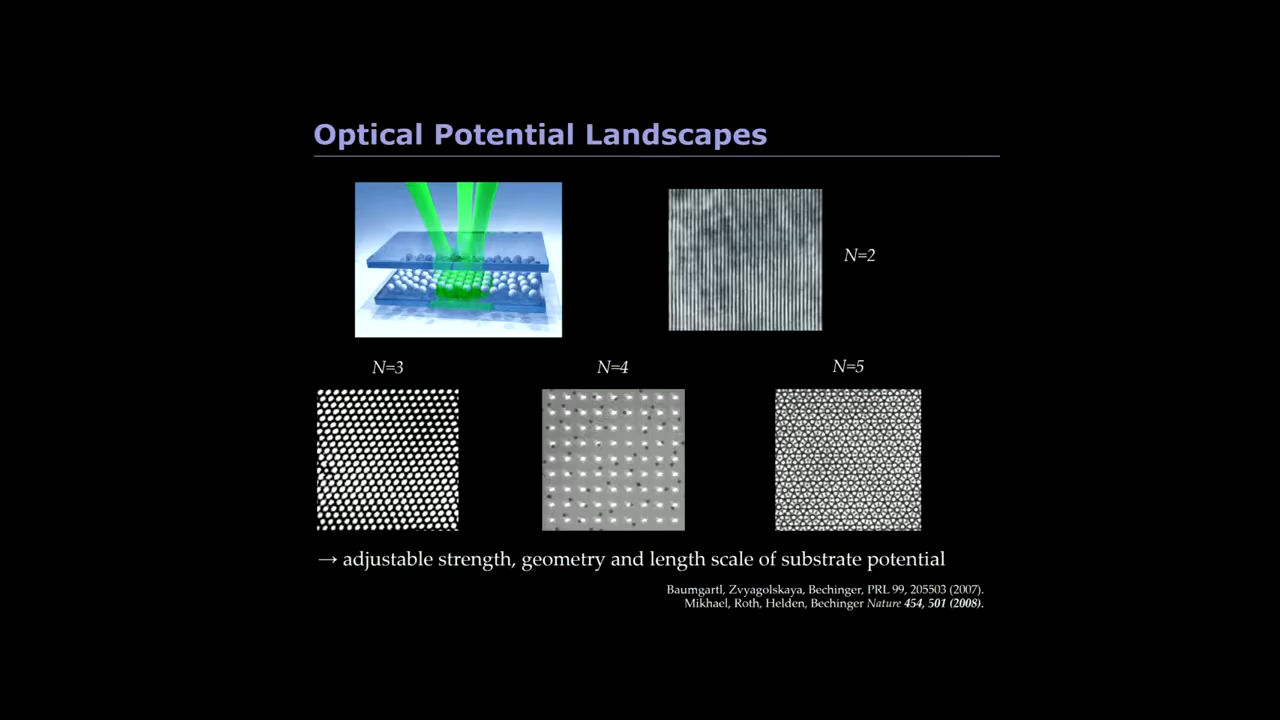 Optical Potential Landscapes
N=2
N=3
N=4
N=5
→ adjustable strength, geometry and length scale of substrate potential
Baumgartl, Zvyagolskaya, Bechinger, PRL 99, 205503 (2007).
Mikhael, Roth, Helden, Bechinger Nature 454, 501 (2008).